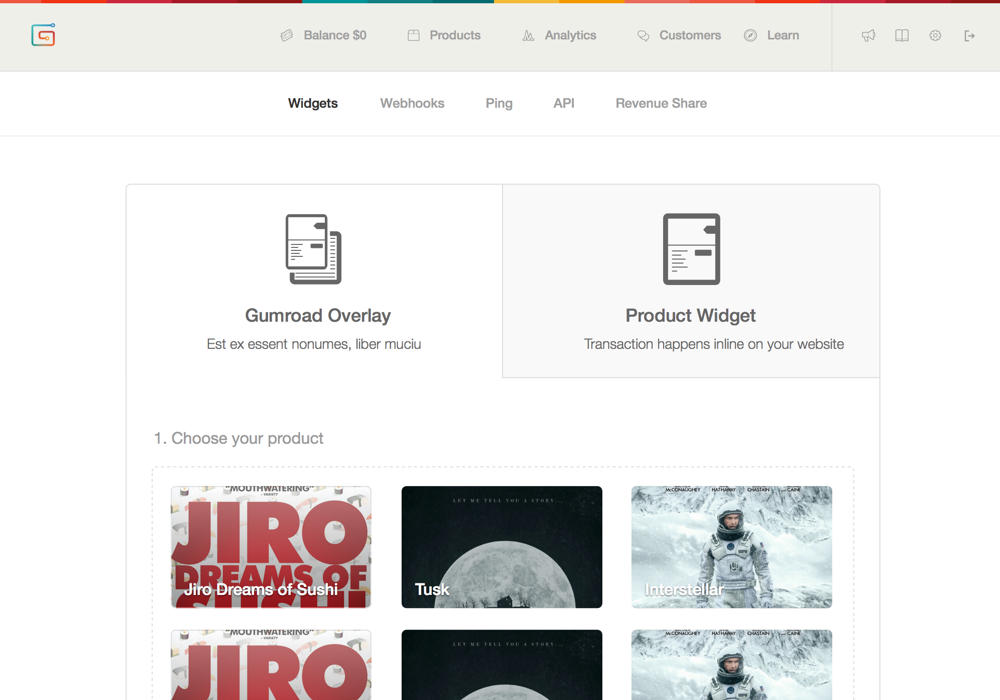 Balance $0
Products
Analytics
Customers
Learn
Widgets
Webhooks
Ping
API
Revenue Share
Gumroad Overlay
Est ex essent nonumes, liber muciu
Product Widget
Transaction happens inline on your website
1. Choose your product
"MOUTHWATERING"
JIRO
DREAMS OF
SUSHI
Jiro Dreams of Sushi
LET ME TELL YOU A STORY...
Tusk
McCONAUGHEY HATHAWAY CHASTAIN CAINE
Interstellar
"MOUTHWATERING"
JIRO
LET ME TELL YOU A STORY...
McCONAUGHEY HATHAWAY CHASTAIN CAINE